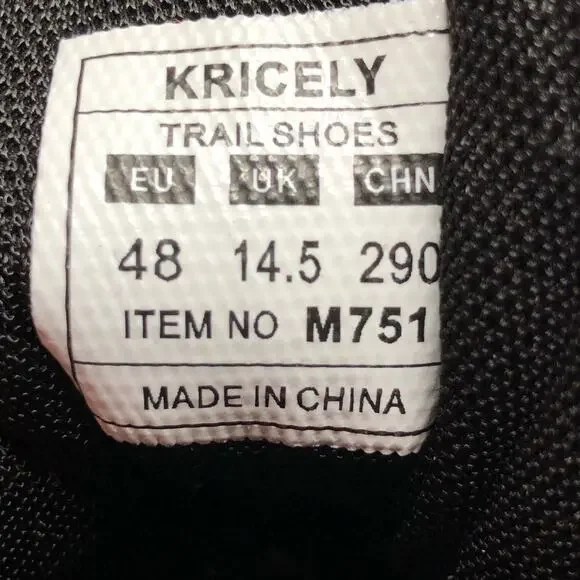 KRICELY
TRAIL SHOES
EU UK CHN
48 14.5 290
ITEM NO M751
MADE IN CHINA